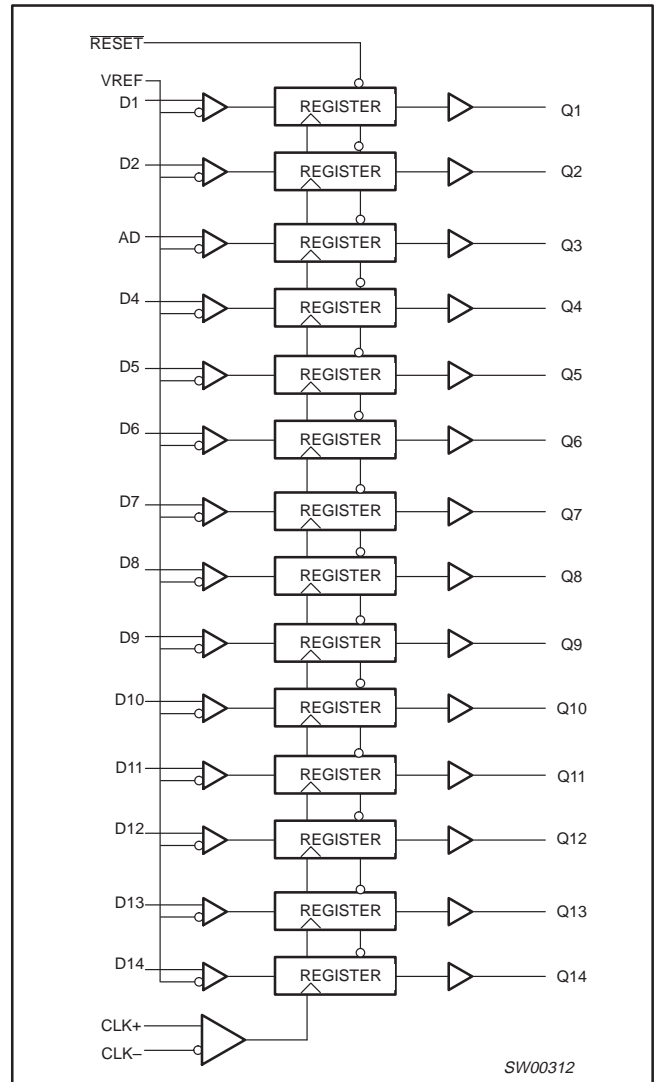 RESET
VREF
D1 REGISTER Q1
D2 REGISTER Q2
AD REGISTER Q3
D4 REGISTER Q4
D5 REGISTER Q5
D6 REGISTER Q6
D7 REGISTER Q7
D8 REGISTER Q8
D9 REGISTER Q9
D10 REGISTER Q10
D11 REGISTER Q11
D12 REGISTER Q12
D13 REGISTER Q13
D14 REGISTER Q14
CLK+
CLK–
SW00312